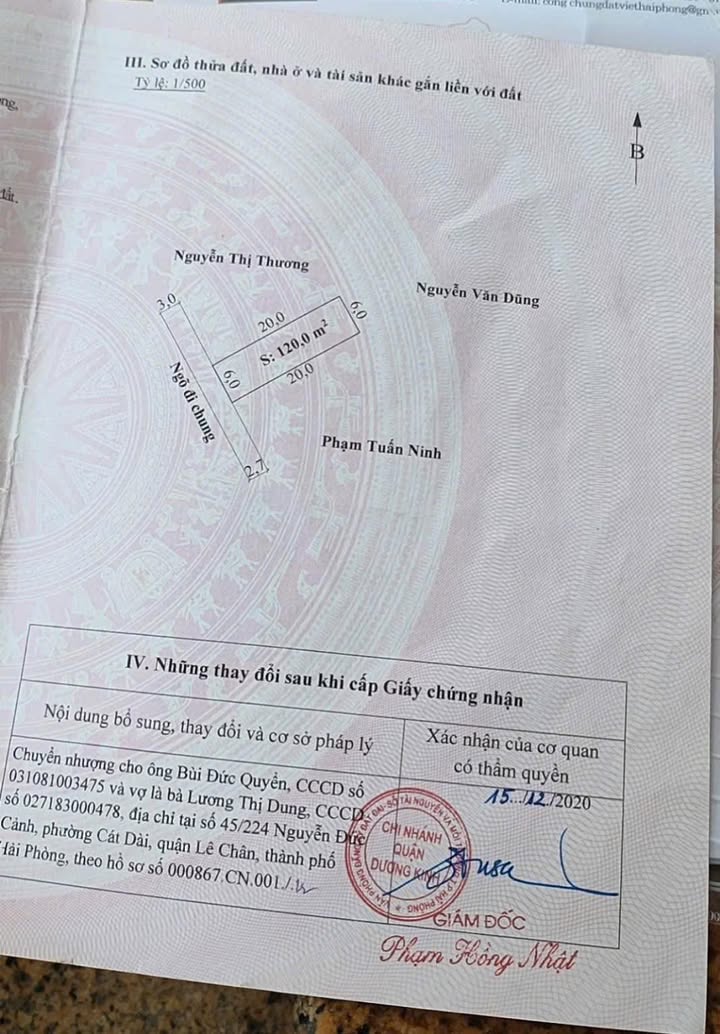 chungdatviethaiphong@gn
III. Sơ đồ thửa đất, nhà ở và tài sản khác gắn liền với đất
Tỷ lệ: 1/500
B
Nguyễn Thị Thương
Nguyễn Văn Dũng
3,0
20,0
6,0
S: 120,0 m²
6,0
20,0
Ngõ đi chung
Phạm Tuấn Ninh
2,7
IV. Những thay đổi sau khi cấp Giấy chứng nhận
Nội dung bổ sung, thay đổi và cơ sở pháp lý
Xác nhận của cơ quan
có thẩm quyền
Chuyển nhượng cho ông Bùi Đức Quyền, CCCD số
031081003475 và vợ là bà Lương Thị Dung, CCCD
số 027183000478, địa chỉ tại số 45/224 Nguyễn Đức
Cảnh, phường Cát Dài, quận Lê Chân, thành phố
Hải Phòng, theo hồ sơ số 000867.CN.001./.
15.../12./2020
CHI NHÁNH
QUẬN
DƯƠNG KINH
GIÁM ĐỐC
Phạm Hồng Nhật